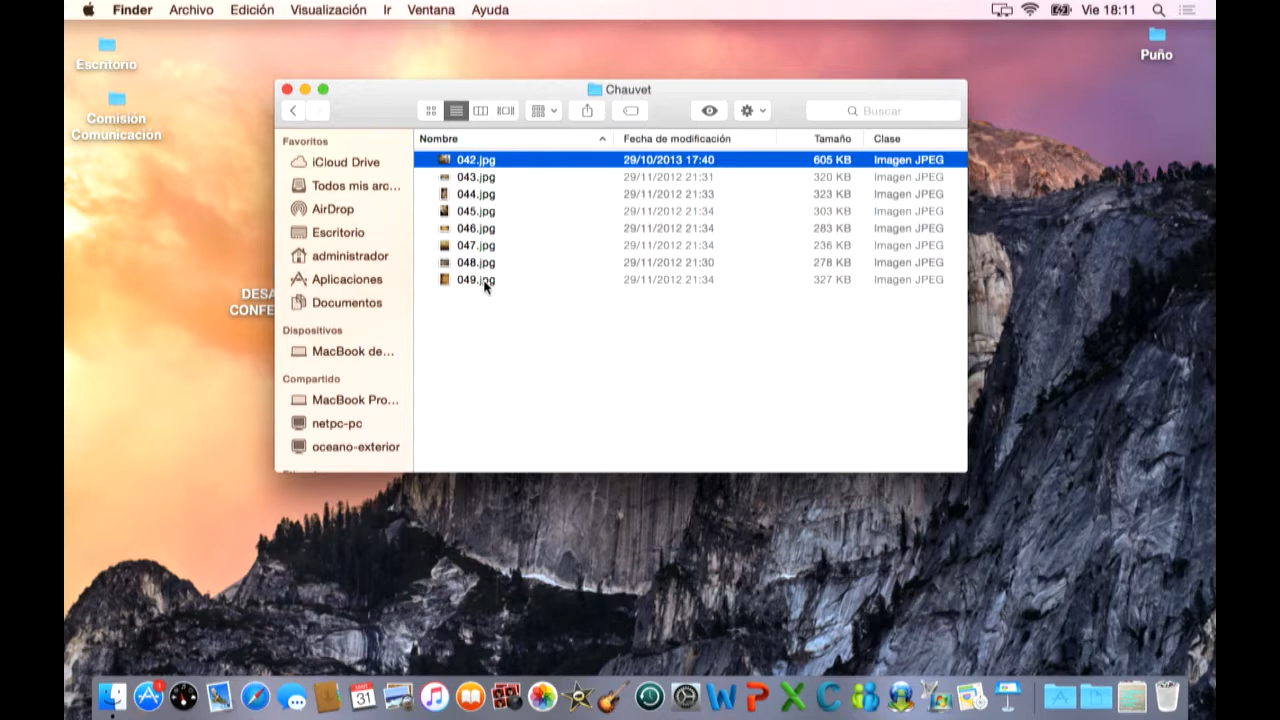 Finder Archivo Edición Visualización Ir Ventana Ayuda Vie 18:11
Escritorio
Comisión
Comunicación
Puño
DESA
CONFE
Chauvet
Buscar
Favoritos
iCloud Drive
Todos mis arc...
AirDrop
Escritorio
administrador
Aplicaciones
Documentos
Dispositivos
MacBook de...
Compartido
MacBook Pro...
netpc-pc
oceano-exterior
Nombre Fecha de modificación Tamaño Clase
042.jpg 29/10/2013 17:40 605 KB Imagen JPEG
043.jpg 29/11/2012 21:31 320 KB Imagen JPEG
044.jpg 29/11/2012 21:33 323 KB Imagen JPEG
045.jpg 29/11/2012 21:34 303 KB Imagen JPEG
046.jpg 29/11/2012 21:34 283 KB Imagen JPEG
047.jpg 29/11/2012 21:34 236 KB Imagen JPEG
048.jpg 29/11/2012 21:30 278 KB Imagen JPEG
049.jpg 29/11/2012 21:34 327 KB Imagen JPEG
31